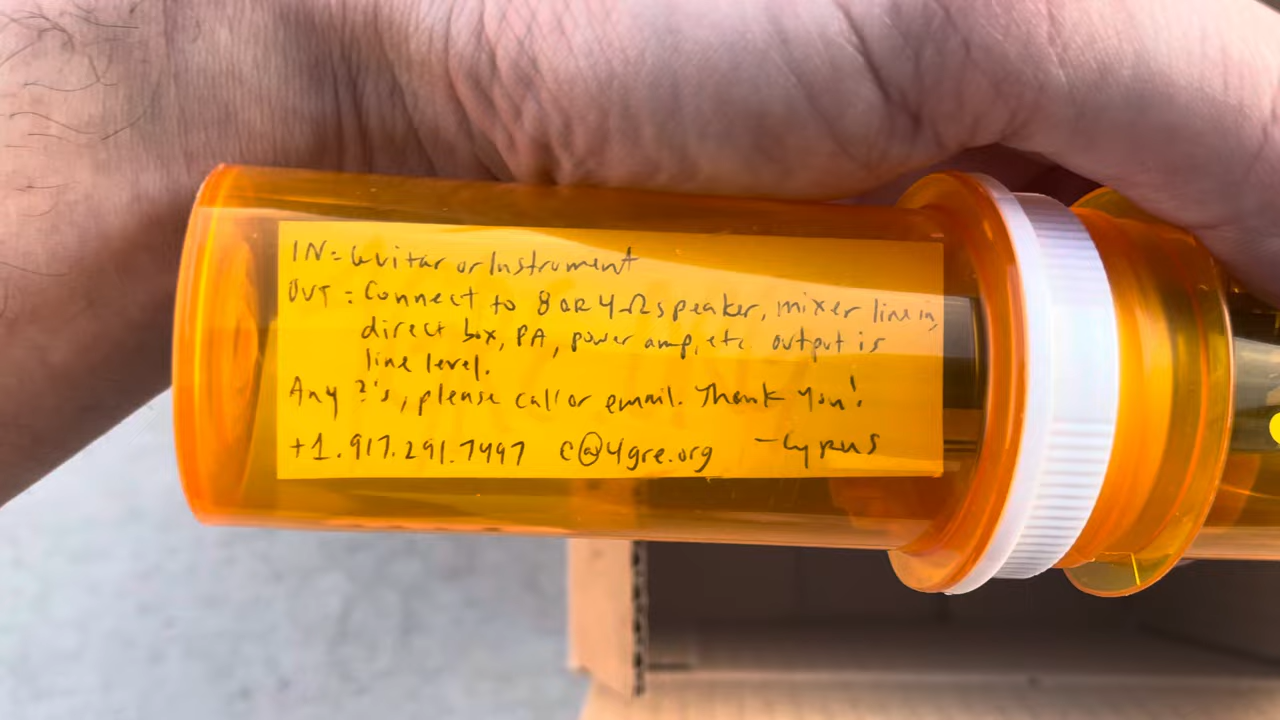 IN= Guitar or Instrument
OUT = Connect to 8 OR 4Ω speaker, mixer line in,
direct box, PA, power amp, etc. output is
line level.
Any ?'s, please call or email. Thank you!
+1.917.291.7497 c@4gre.org -Cyrus